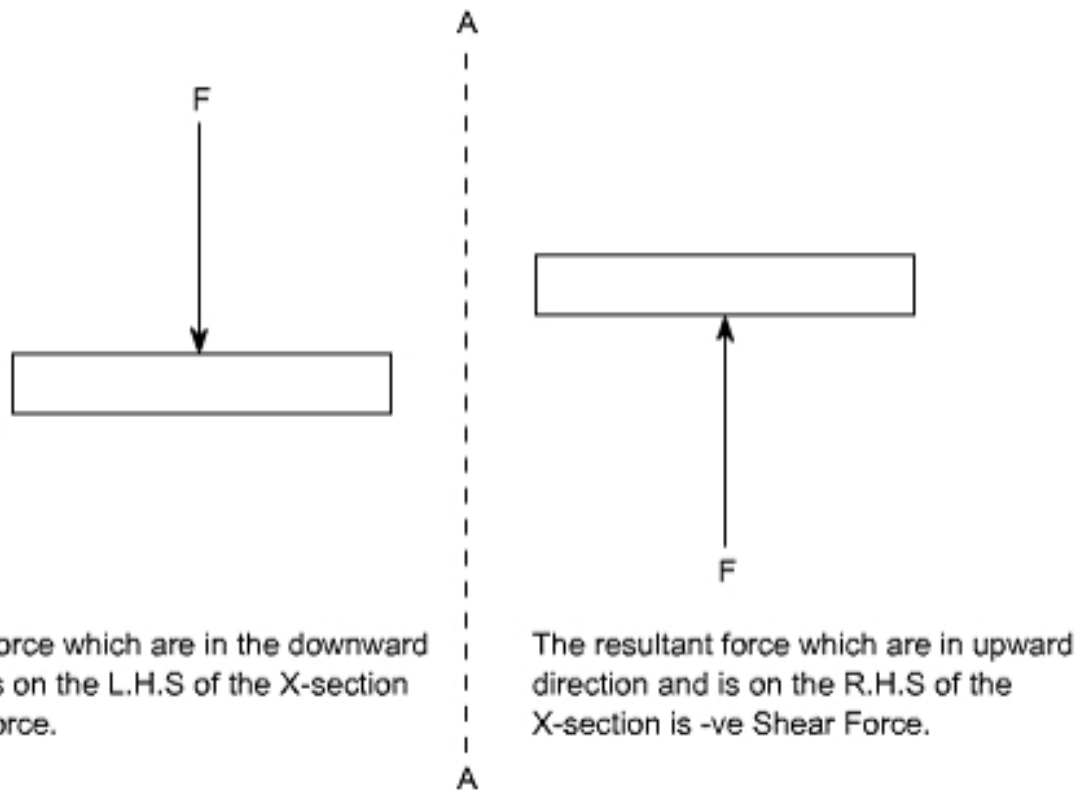 A
F
F
orce which are in the downward
s on the L.H.S of the X-section
orce.
The resultant force which are in upward
direction and is on the R.H.S of the
X-section is -ve Shear Force.
A